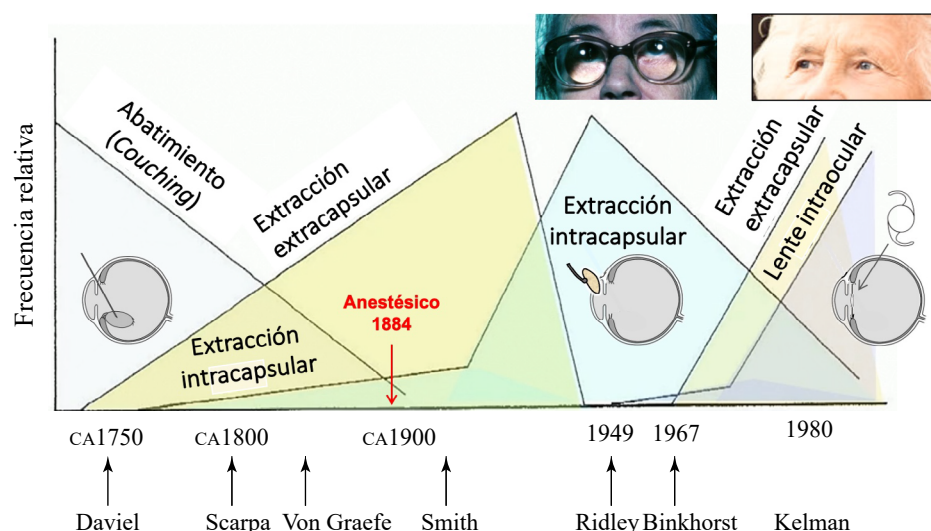 Frecuencia relativa
Abatimiento
(Couching)
Extracción
extracapsular
Extracción
intracapsular
Anestésico
1884
Extracción
intracapsular
Extracción
extracapsular
Lente intraocular
CA1750
CA1800
CA1900
1949
1967
1980
Daviel
Scarpa
Von Graefe
Smith
Ridley
Binkhorst
Kelman